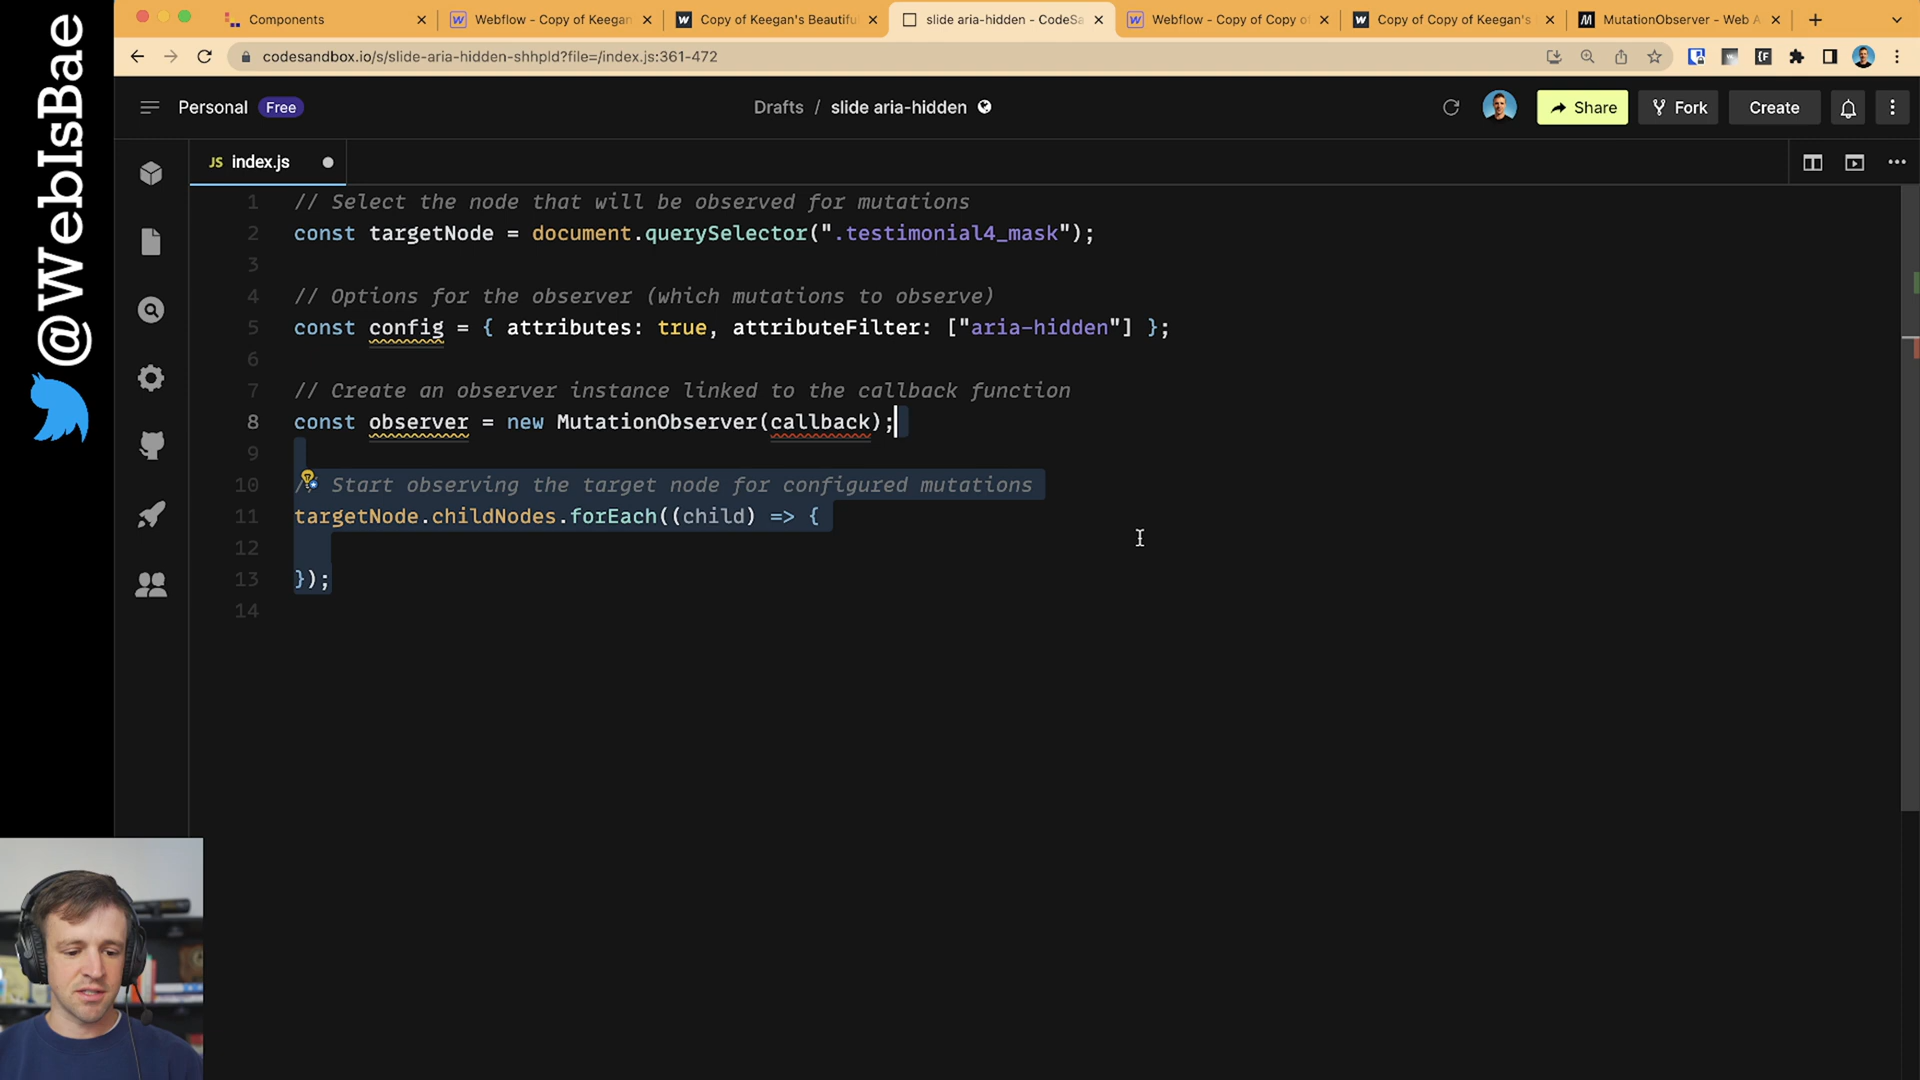 @WebIsBae
Components
Webflow - Copy of Keegan
Copy of Keegan's Beautifu
slide aria-hidden - CodeSa
Webflow - Copy of Copy o
Copy of Copy of Keegan's
MutationObserver - Web A
codesandbox.io/s/slide-aria-hidden-shhpld?file=/index.js:361-472
Personal Free
Drafts / slide aria-hidden
Share
Fork
Create
JS index.js
1 // Select the node that will be observed for mutations
2 const targetNode = document.querySelector(".testimonial4_mask");
3
4 // Options for the observer (which mutations to observe)
5 const config = { attributes: true, attributeFilter: ["aria-hidden"] };
6
7 // Create an observer instance linked to the callback function
8 const observer = new MutationObserver(callback);
9
10 // Start observing the target node for configured mutations
11 targetNode.childNodes.forEach((child) => {
12
13 });
14